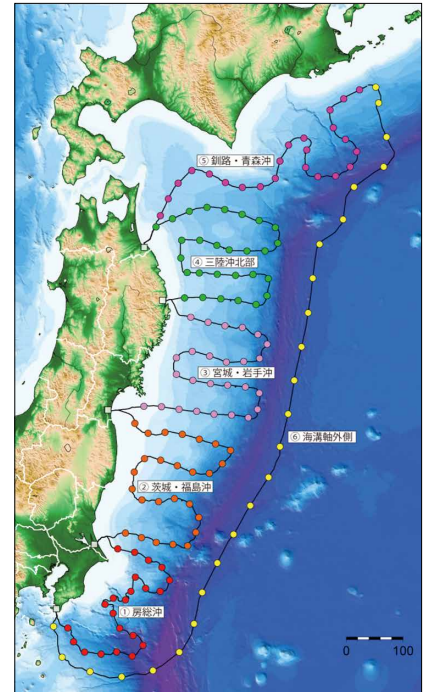 ⑤ 釧路・青森沖
④ 三陸沖北部
③ 宮城・岩手沖
⑥ 海溝軸外側
② 茨城・福島沖
① 房総沖
0 100